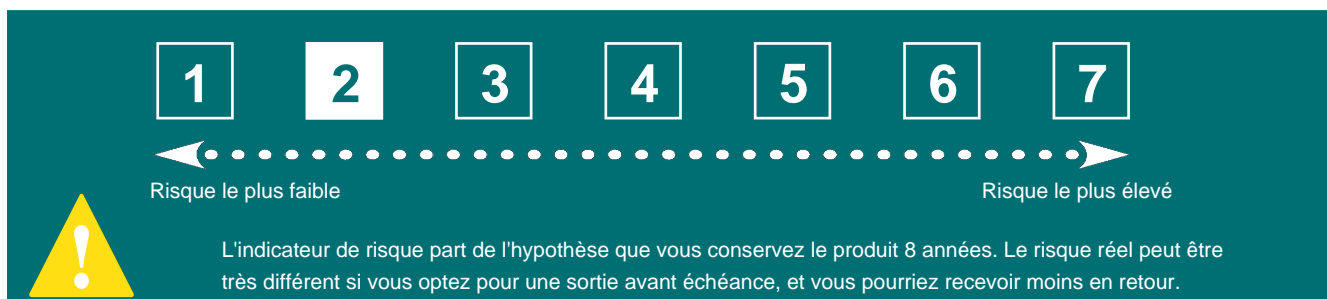 1 2 3 4 5 6 7
Risque le plus faible Risque le plus élevé
!
L'indicateur de risque part de l'hypothèse que vous conservez le produit 8 années. Le risque réel peut être
très différent si vous optez pour une sortie avant échéance, et vous pourriez recevoir moins en retour.